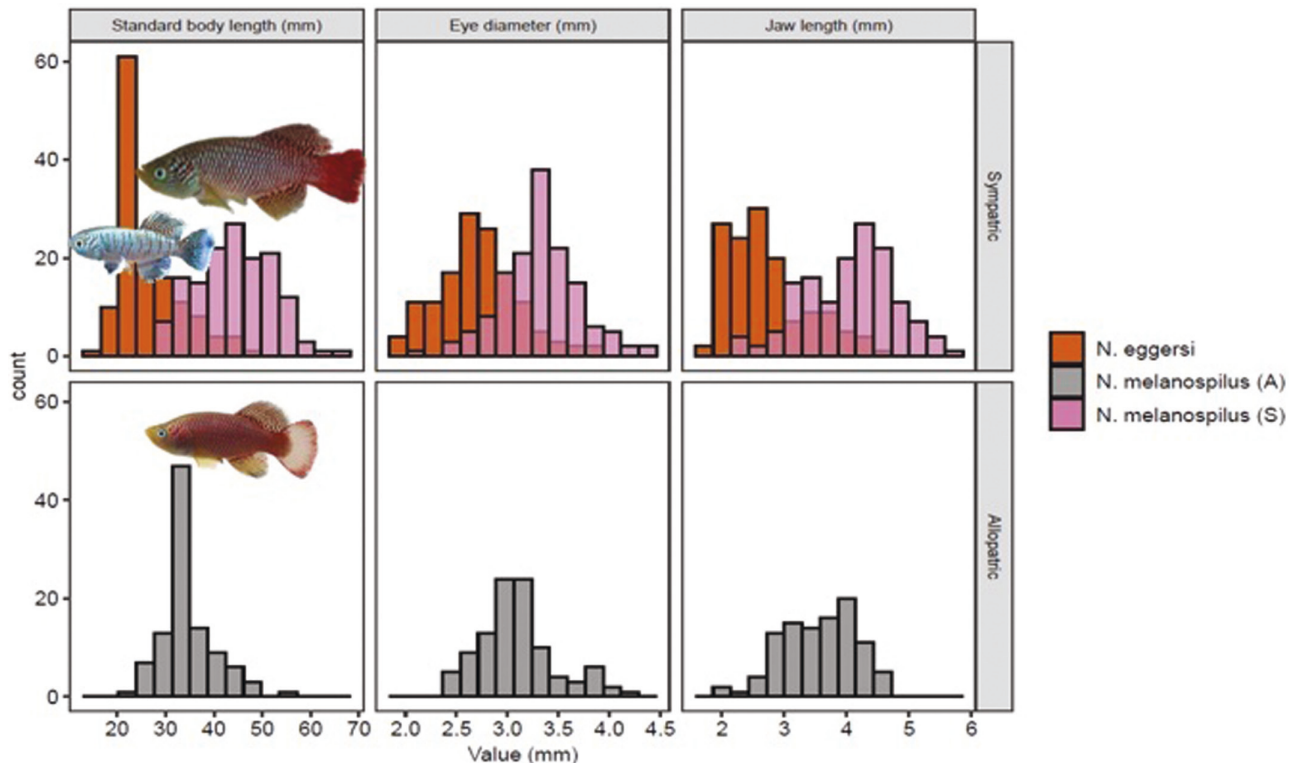 Standard body length (mm)
Eye diameter (mm)
Jaw length (mm)
60
40
20
0
Sympatric
count
60
40
20
0
Allopatric
20 30 40 50 60 70
2.0 2.5 3.0 3.5 4.0 4.5
2 3 4 5 6
Value (mm)
N. eggersi
N. melanospilus (A)
N. melanospilus (S)